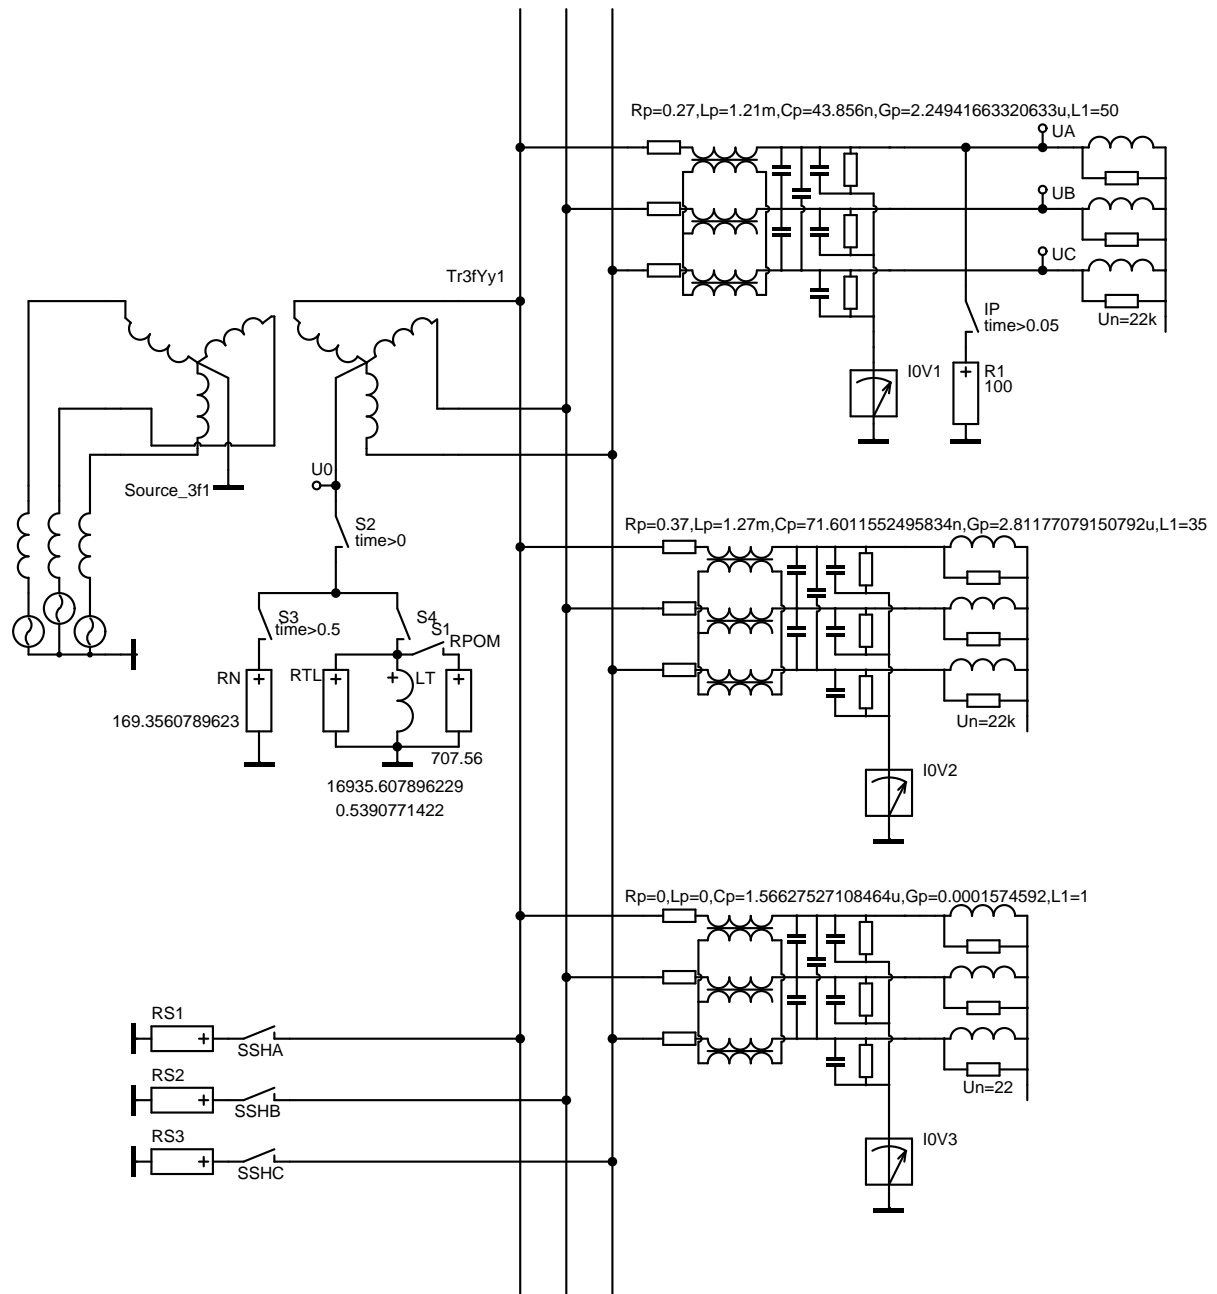 Rp=0.27,Lp=1.21m,Cp=43.856n,Gp=2.24941663320633u,L1=50
UA
UB
UC
Tr3fYy1
IP
time>0.05
Un=22k
I0V1
R1
100
U0
Source_3f1
S2
time>0
Rp=0.37,Lp=1.27m,Cp=71.6011552495834n,Gp=2.81177079150792u,L1=35
S3
time>0.5
S4
S1
RPOM
RN
RTL
LT
169.3560789623
707.56
Un=22k
16935.607896229
0.5390771422
I0V2
Rp=0,Lp=0,Cp=1.56627527108464u,Gp=0.0001574592,L1=1
RS1
SSHA
Un=22
RS2
SSHB
RS3
SSHC
I0V3